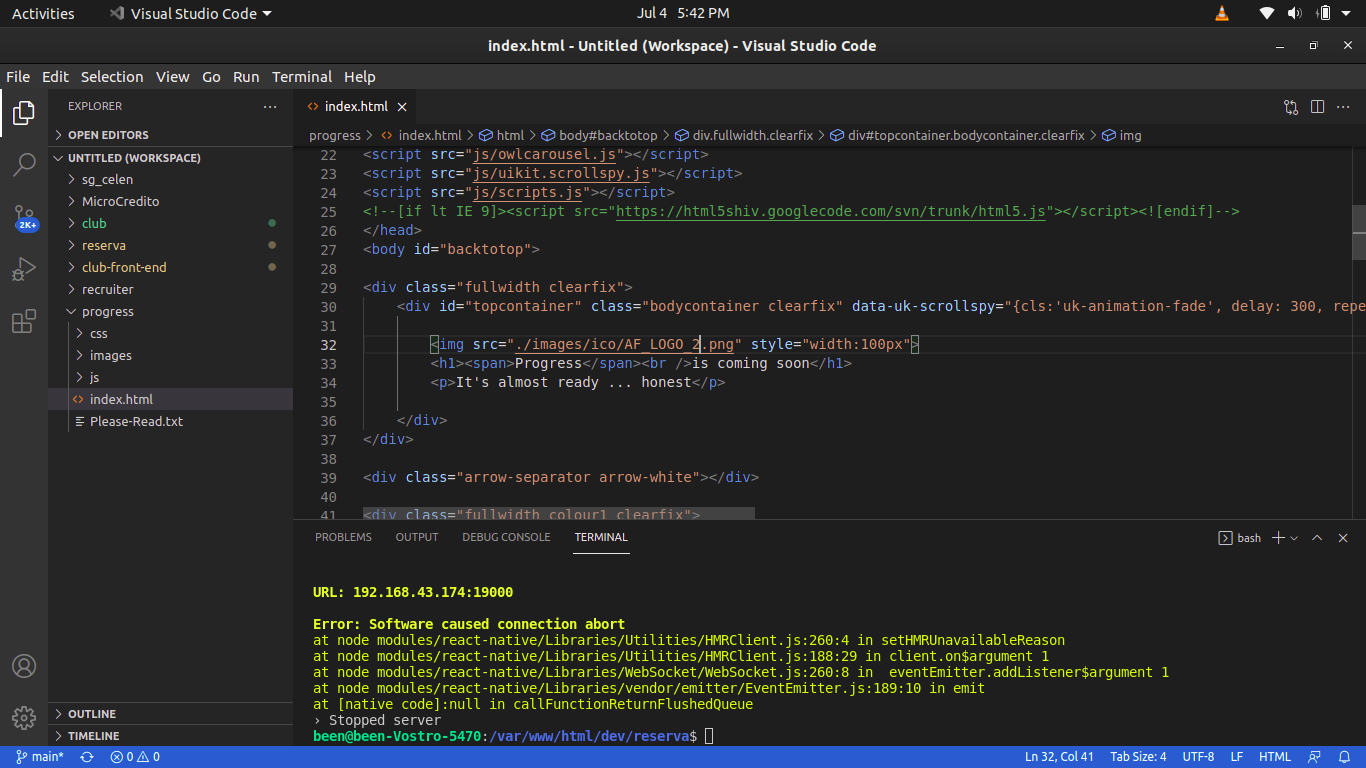 Activities Visual Studio Code Jul 4 5:42 PM
index.html - Untitled (Workspace) - Visual Studio Code
File Edit Selection View Go Run Terminal Help
EXPLORER
OPEN EDITORS
UNTITLED (WORKSPACE)
sg_celen
MicroCredito
club
reserva
club-front-end
recruiter
progress
css
images
js
index.html
Please-Read.txt
OUTLINE
TIMELINE
2K+
index.html
progress > index.html > html > body#backtotop > div.fullwidth.clearfix > div#topcontainer.bodycontainer.clearfix > img
22 <script src="js/owlcarousel.js"></script>
23 <script src="js/uikit.scrollspy.js"></script>
24 <script src="js/scripts.js"></script>
25 <!--[if lt IE 9]><script src="https://html5shiv.googlecode.com/svn/trunk/html5.js"></script><![endif]-->
26 </head>
27 <body id="backtotop">
28
29 <div class="fullwidth clearfix">
30 <div id="topcontainer" class="bodycontainer clearfix" data-uk-scrollspy="{cls:'uk-animation-fade', delay: 300, repe
31
32 <img src="./images/ico/AF_LOGO_2.png" style="width:100px">
33 <h1><span>Progress</span><br />is coming soon</h1>
34 <p>It's almost ready ... honest</p>
35
36 </div>
37 </div>
38
39 <div class="arrow-separator arrow-white"></div>
40
41 <div class="fullwidth colour1 clearfix">
PROBLEMS OUTPUT DEBUG CONSOLE TERMINAL bash
URL: 192.168.43.174:19000
Error: Software caused connection abort
at node modules/react-native/Libraries/Utilities/HMRClient.js:260:4 in setHMRUnavailableReason
at node modules/react-native/Libraries/Utilities/HMRClient.js:188:29 in client.on$argument 1
at node modules/react-native/Libraries/WebSocket/WebSocket.js:260:8 in  eventEmitter.addListener$argument 1
at node modules/react-native/Libraries/vendor/emitter/EventEmitter.js:189:10 in emit
at [native code]:null in callFunctionReturnFlushedQueue
› Stopped server
been@been-Vostro-5470:/var/www/html/dev/reserva$
main* 0 0 Ln 32, Col 41 Tab Size: 4 UTF-8 LF HTML